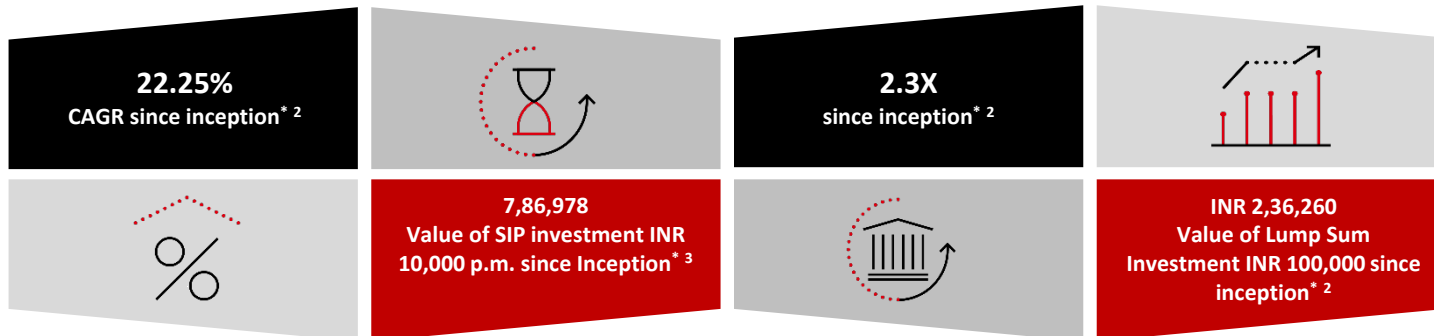 22.25%
CAGR since inception* 2
2.3X
since inception* 2
7,86,978
Value of SIP investment INR
10,000 p.m. since Inception* 3
INR 2,36,260
Value of Lump Sum
Investment INR 100,000 since
inception* 2